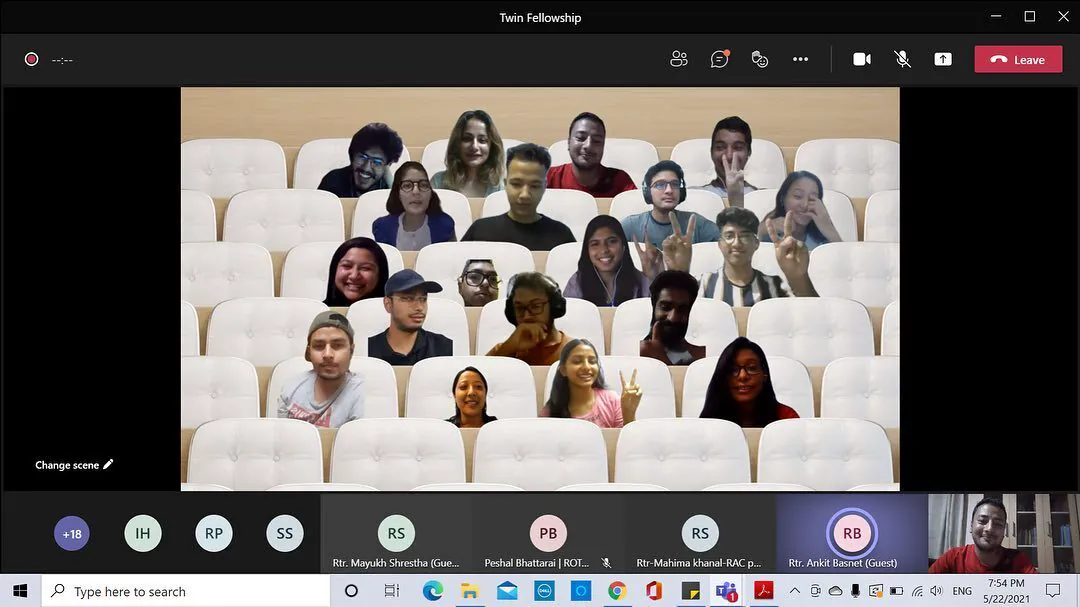 Twin Fellowship
--:--
Leave
Change scene
+18
IH
RP
SS
RS
Rtr. Mayukh Shrestha (Gue...
PB
Peshal Bhattarai | ROT...
RS
Rtr-Mahima khanal-RAC p...
RB
Rtr. Ankit Basnet (Guest)
Type here to search
DELL
1
ENG
7:54 PM
5/22/2021